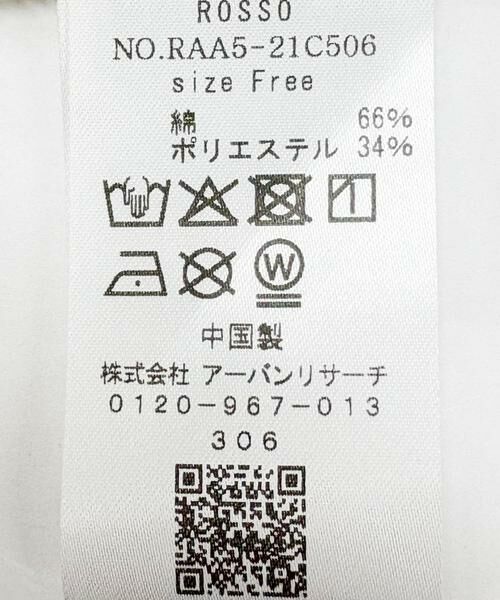 ROSSO
NO.RAA5-21C506
size Free
綿 66%
ポリエステル 34%
W
中国製
株式会社 アーバンリサーチ
0120-967-013
306